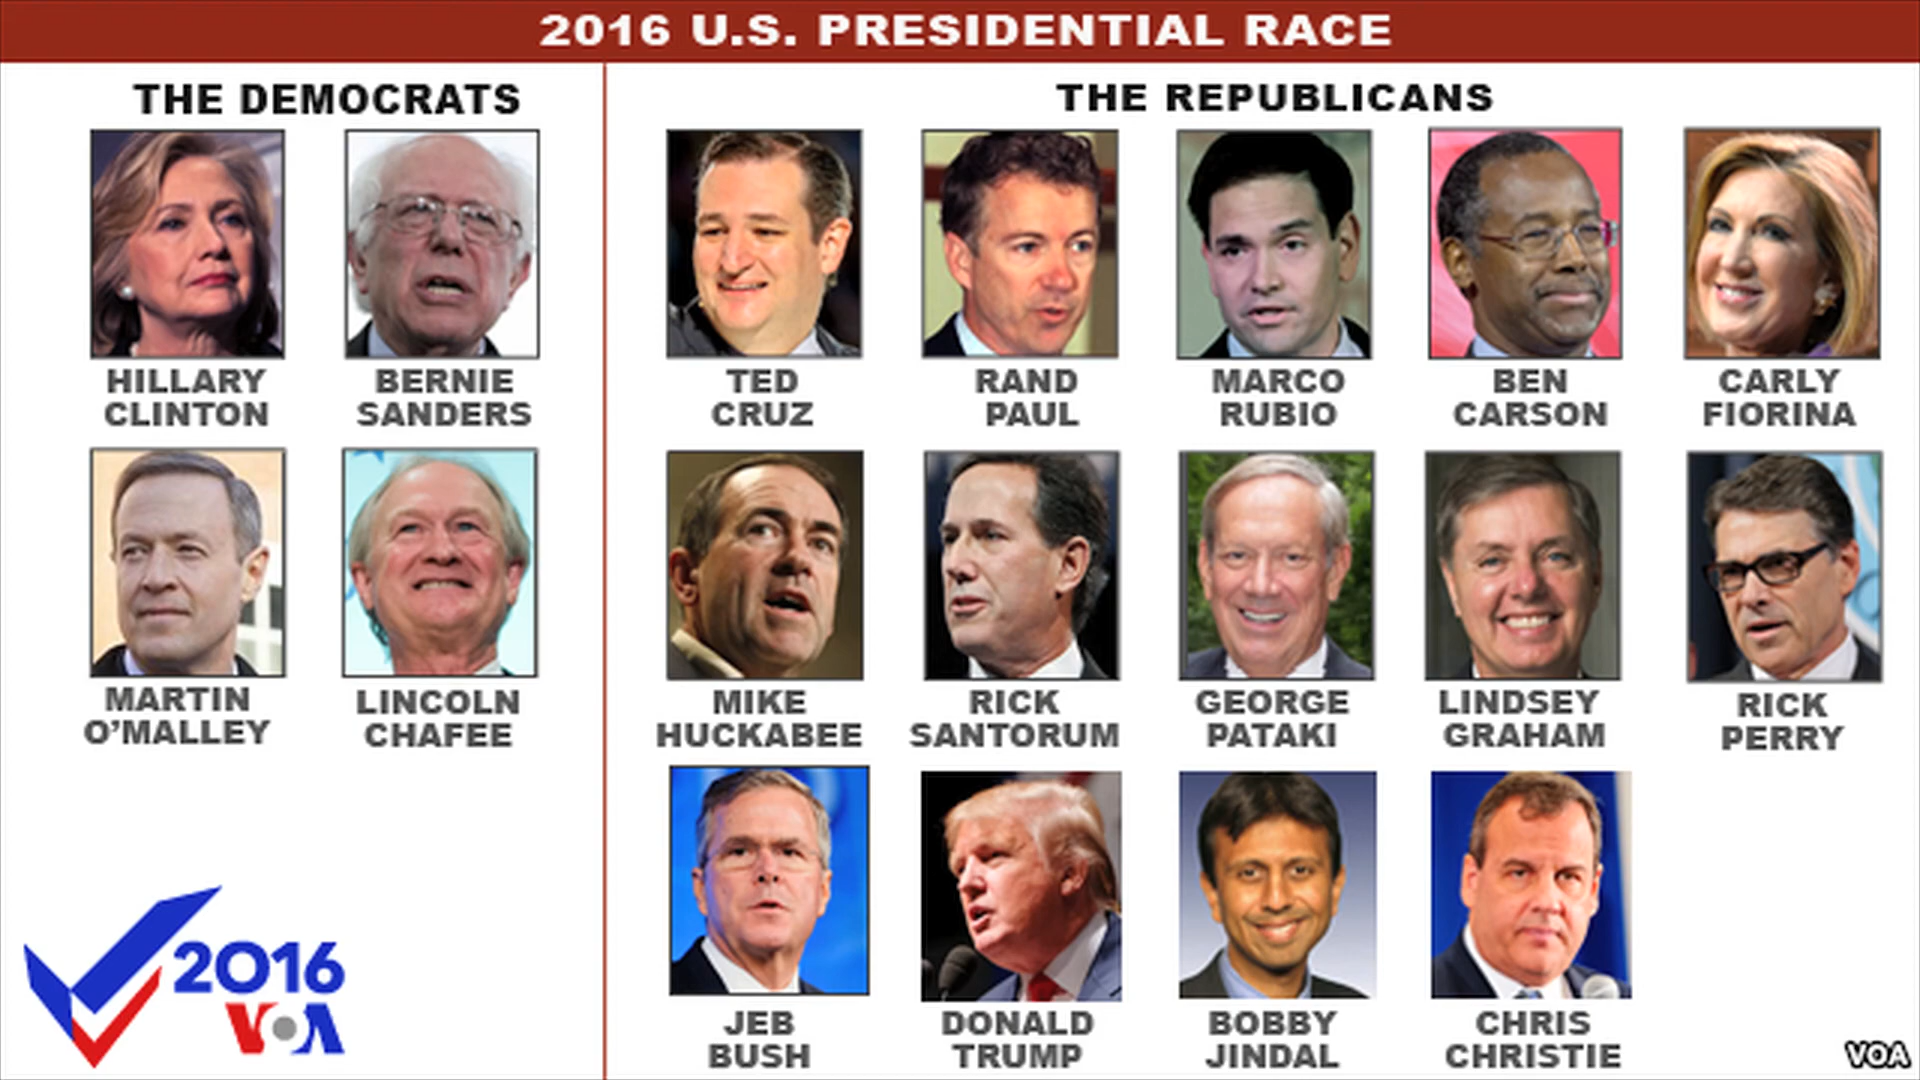 2016 U.S. PRESIDENTIAL RACE
THE DEMOCRATS
HILLARY
CLINTON
BERNIE
SANDERS
MARTIN
O’MALLEY
LINCOLN
CHAFEE
THE REPUBLICANS
TED
CRUZ
RAND
PAUL
MARCO
RUBIO
BEN
CARSON
CARLY
FIORINA
MIKE
HUCKABEE
RICK
SANTORUM
GEORGE
PATAKI
LINDSEY
GRAHAM
RICK
PERRY
JEB
BUSH
DONALD
TRUMP
BOBBY
JINDAL
CHRIS
CHRISTIE
2016
VOA
VOA